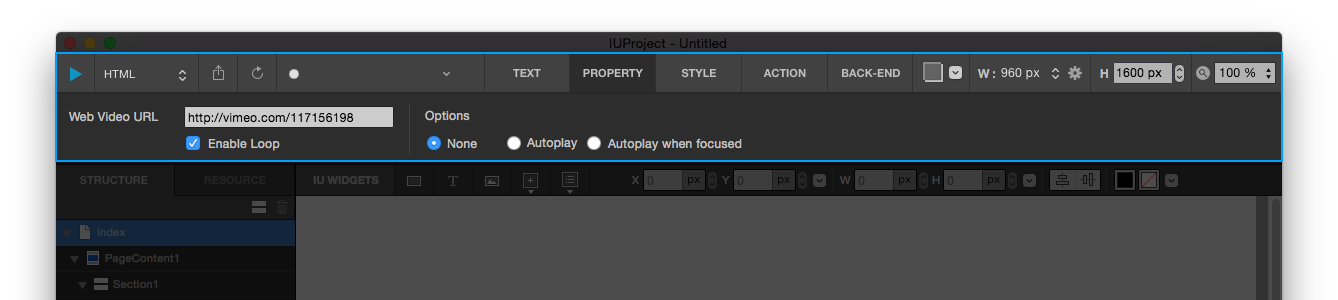 IUProject - Untitled
HTML TEXT PROPERTY STYLE ACTION BACK-END W: 960 px H 1600 px 100 %
Web Video URL http://vimeo.com/117156198 Options
Enable Loop None Autoplay Autoplay when focused
STRUCTURE RESOURCE IU WIDGETS T X 0 px Y 0 px W 0 px H 0 px
Index
PageContent1
Section1